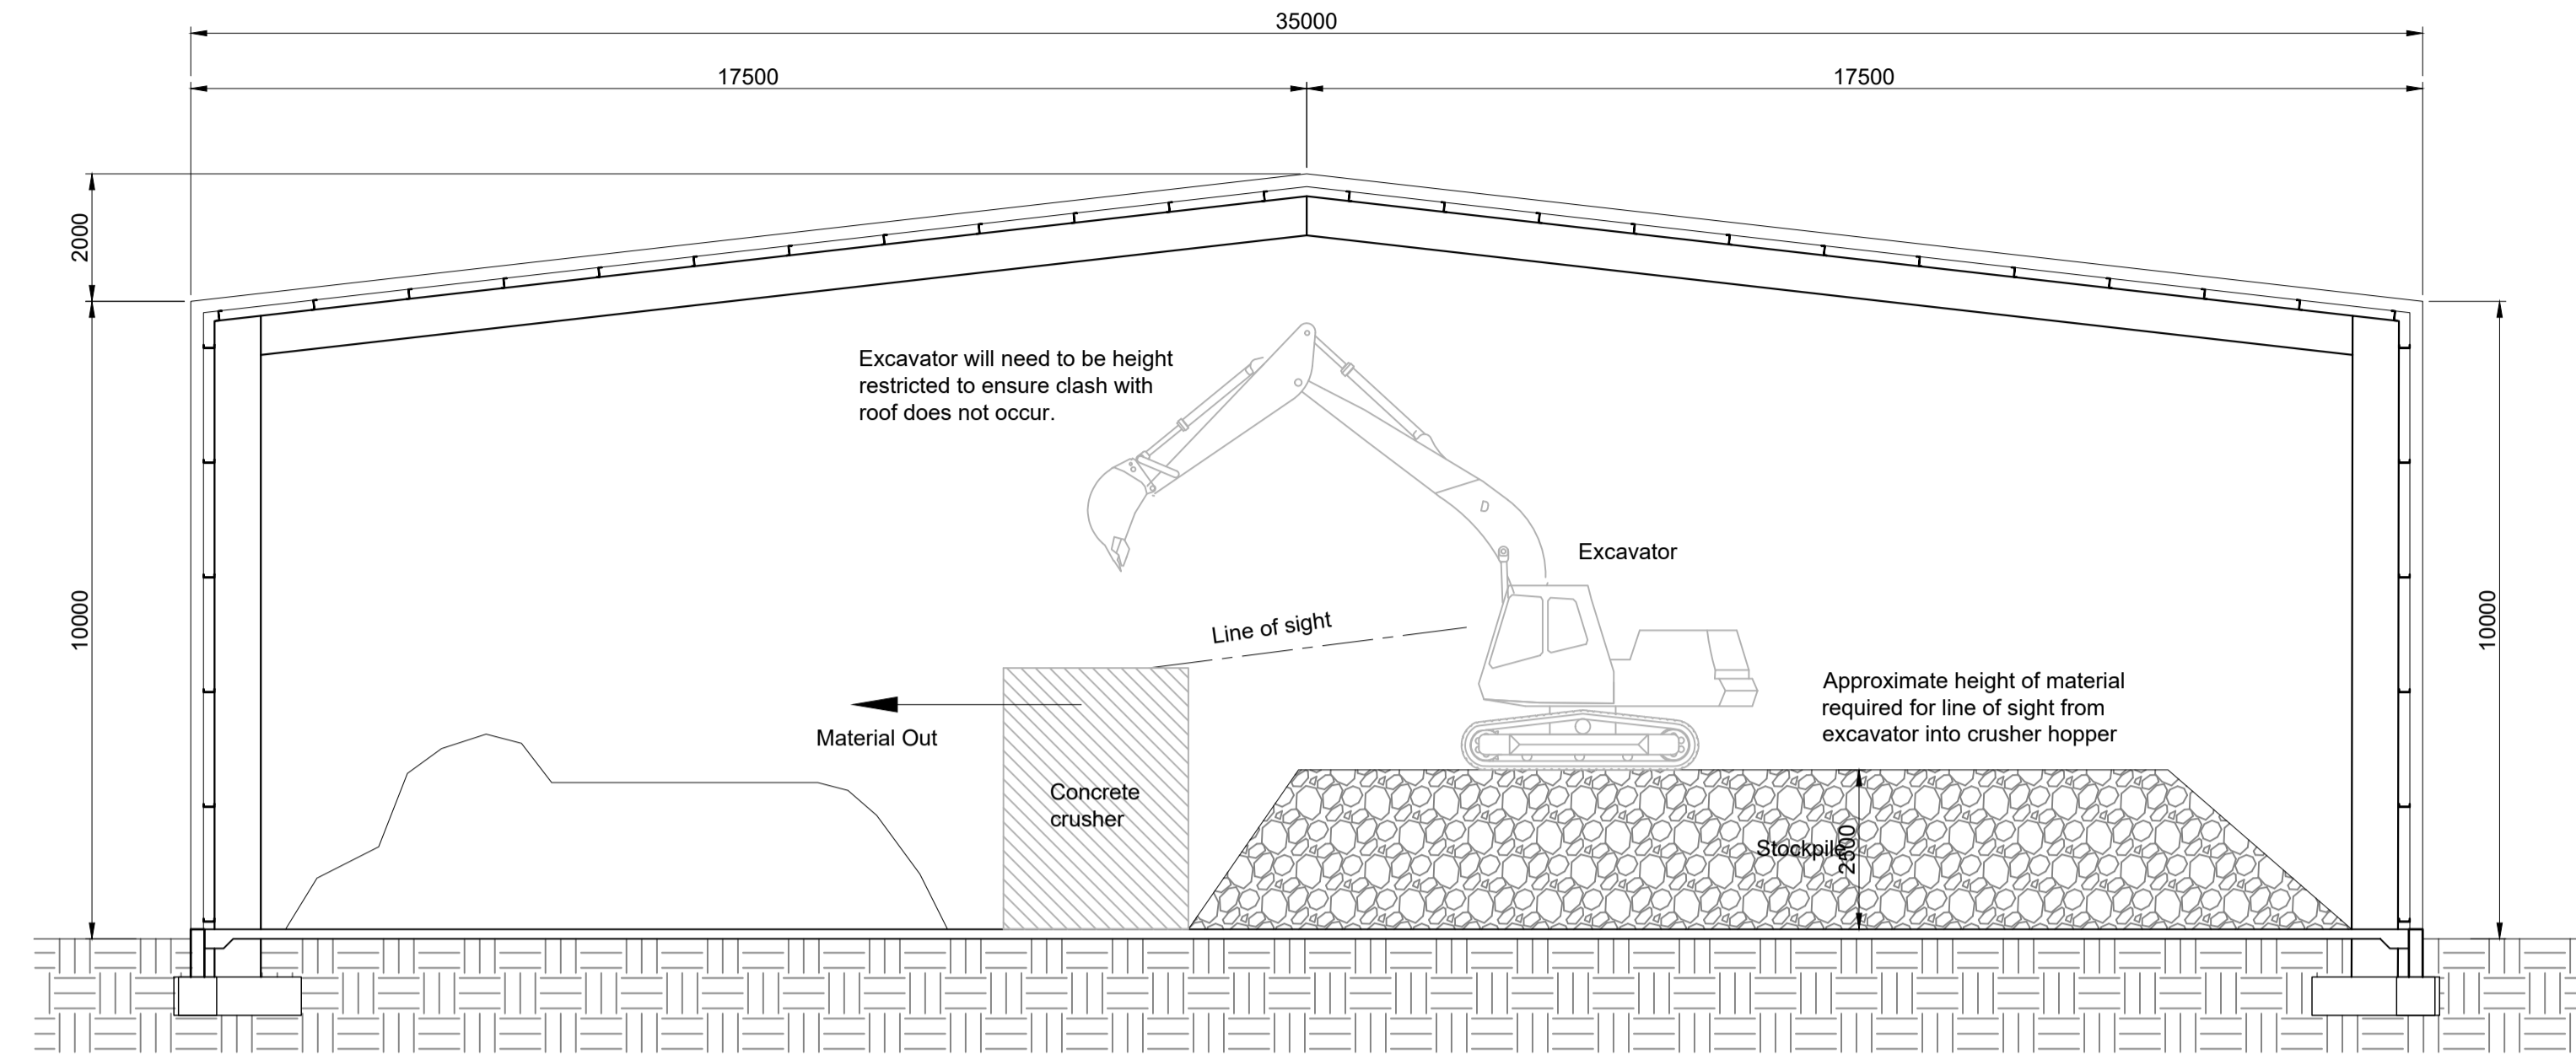 35000
17500
17500
2000
10000
10000
Excavator will need to be height
restricted to ensure clash with
roof does not occur.
D
Excavator
Line of sight
Material Out
Approximate height of material
required for line of sight from
excavator into crusher hopper
Concrete
crusher
Stockpile
2500